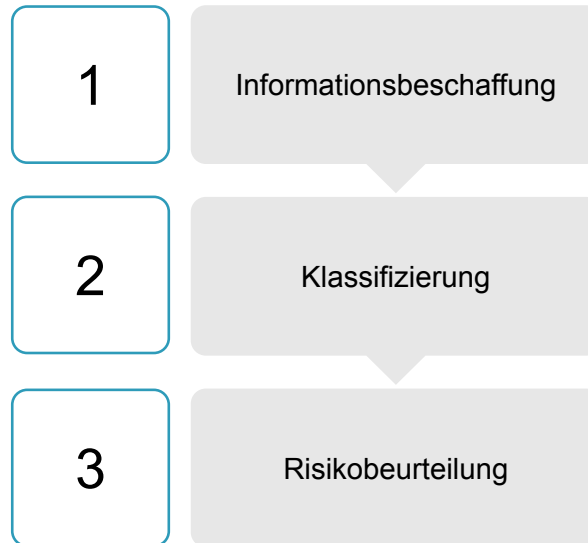 1
Informationsbeschaffung
2
Klassifizierung
3
Risikobeurteilung